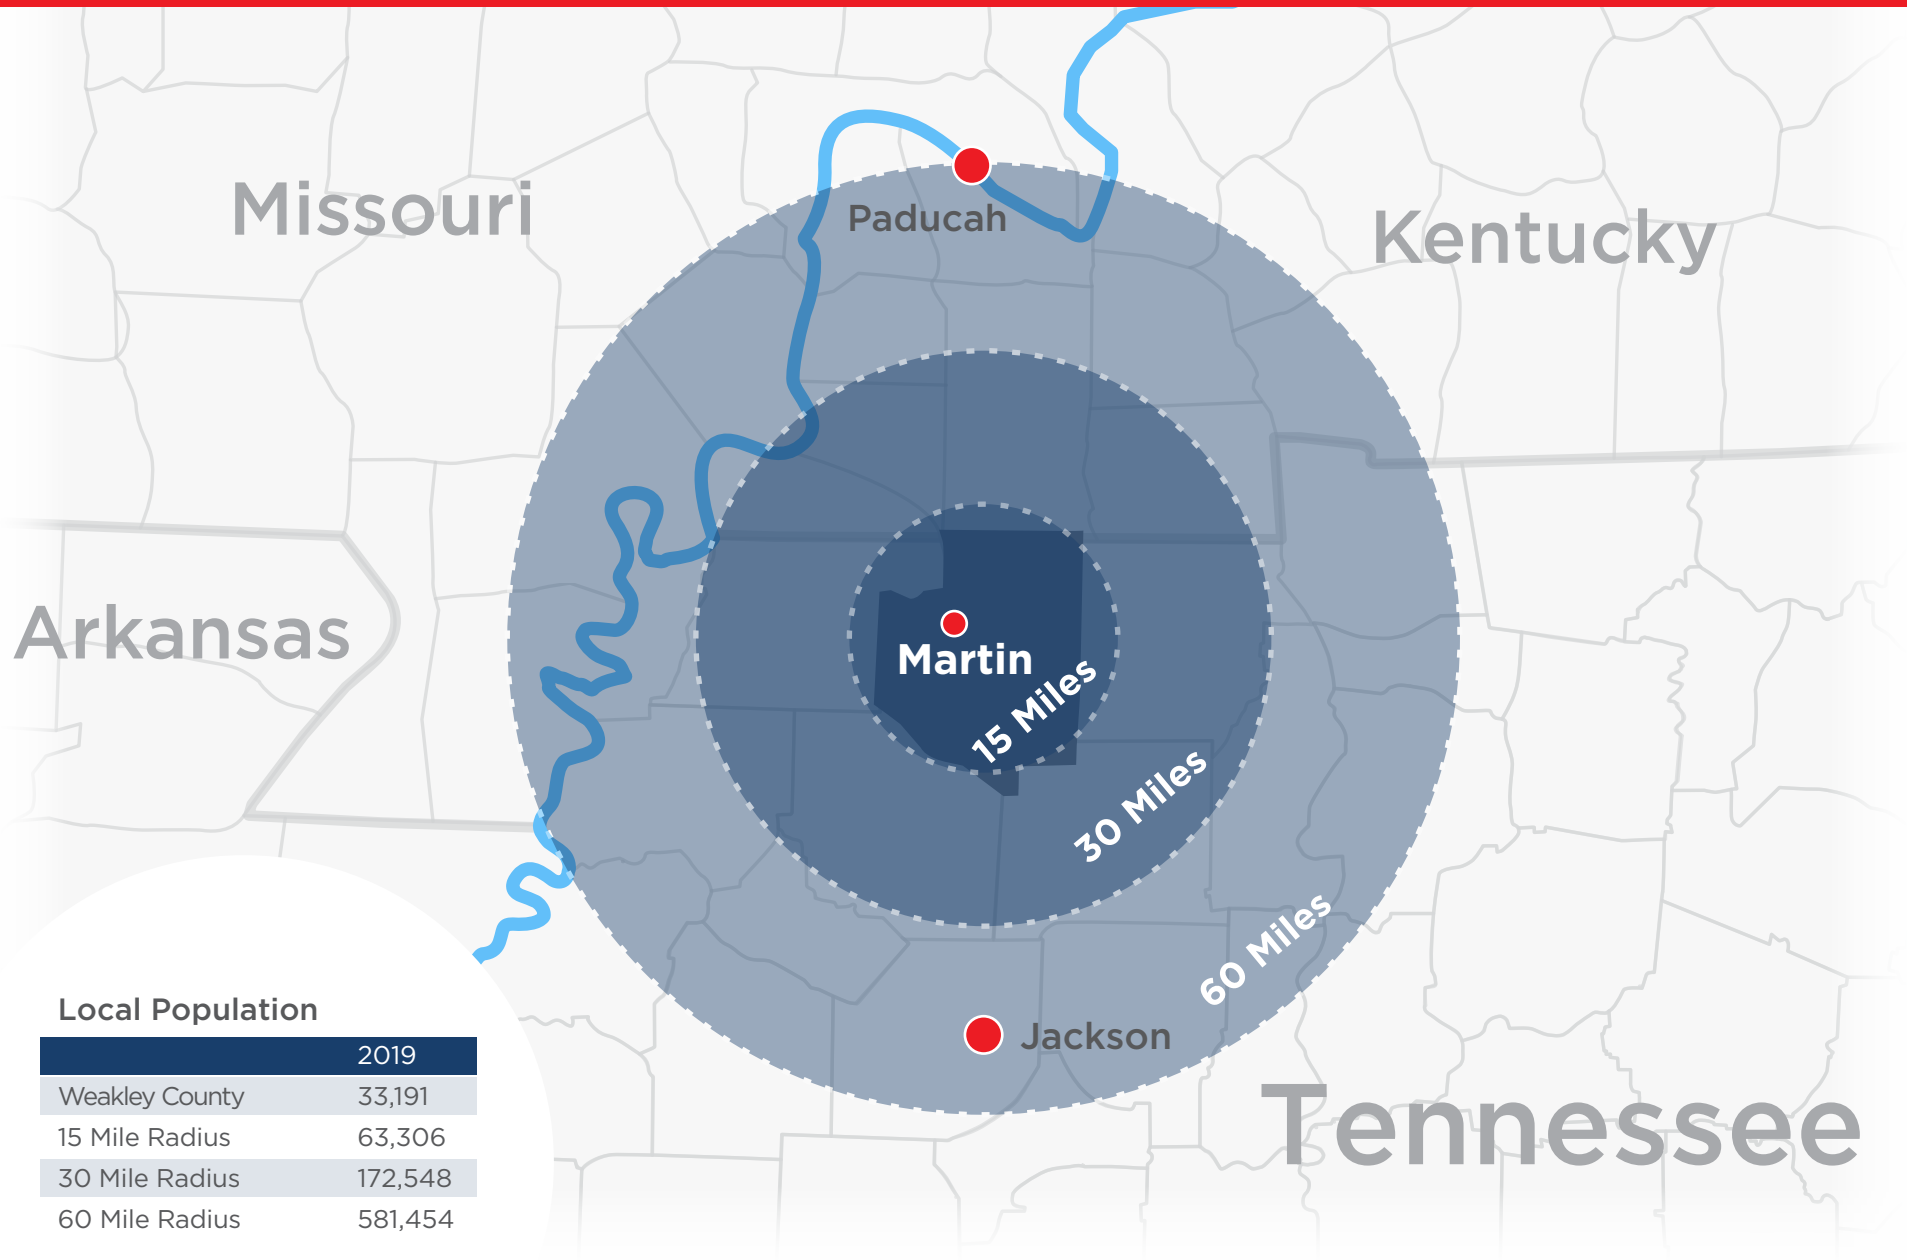 Missouri
Paducah
Kentucky
Arkansas
Martin
15 Miles
30 Miles
60 Miles
Jackson
Tennessee
Local Population
2019
Weakley County 33,191
15 Mile Radius 63,306
30 Mile Radius 172,548
60 Mile Radius 581,454